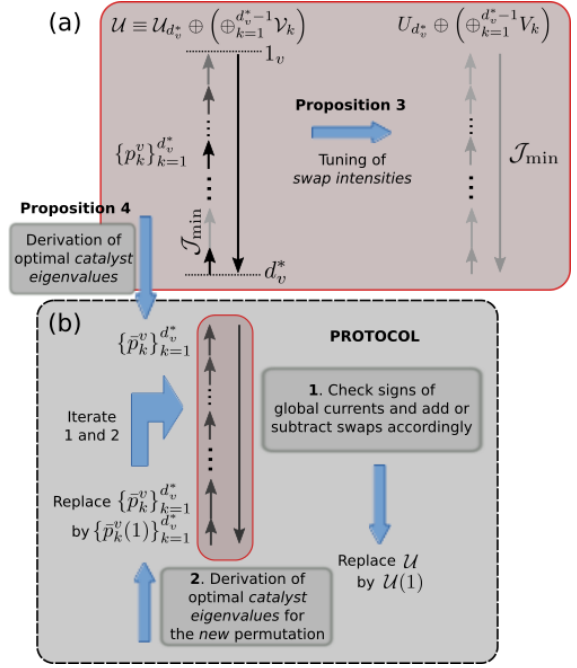 (a)
𝒰 ≡ 𝒰_{d_v^*} ⊕ (⊕_{k=1}^{d_v^*-1} 𝒱_k)
U_{d_v^*} ⊕ (⊕_{k=1}^{d_v^*-1} V_k)
1_v
Proposition 3
{p_k^v}_{k=1}^{d_v^*}
Tuning of
swap intensities
𝒥_min
𝒥_min
d_v^*
Proposition 4
Derivation of
optimal catalyst
eigenvalues
(b)
{p̄_k^v}_{k=1}^{d_v^*}
PROTOCOL
1. Check signs of
global currents and add or
subtract swaps accordingly
Iterate
1 and 2
Replace {p̄_k^v}_{k=1}^{d_v^*}
by {p̄_k^v(1)}_{k=1}^{d_v^*}
Replace 𝒰
by 𝒰(1)
2. Derivation of
optimal catalyst
eigenvalues for
the new permutation